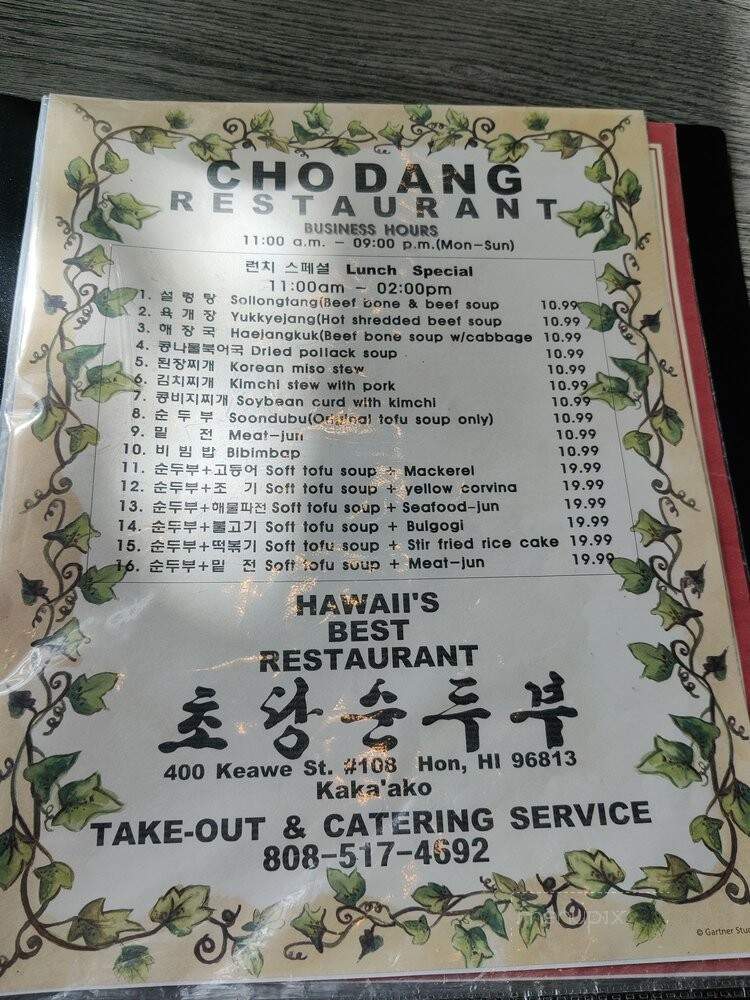 CHODANG
RESTAURANT
BUSINESS HOURS
11:00 a.m. - 09:00 p.m.(Mon-Sun)
런치 스페셜 Lunch Special
11:00am - 02:00pm
1. 설 렁 탕 Sollongtang(Beef bone & beef soup 10.99
2. 육 개 장 Yukkyejang(Hot shredded beef soup 10.99
3. 해 장 국 Haejangkuk(Beef bone soup w/cabbage 10.99
4. 콩나물북어국 Dried pollack soup 10.99
5. 된장찌개 Korean miso stew 10.99
6. 김치찌개 Kimchi stew with pork 10.99
7. 콩비지찌개 Soybean curd with kimchi 10.99
8. 순 두 부 Soondubu(Original tofu soup only) 10.99
9. 밑 전 Meat-jun 10.99
10. 비 빔 밥 Bibimbap 10.99
11. 순두부+고등어 Soft tofu soup + Mackerel 19.99
12. 순두부+조 기 Soft tofu soup + yellow corvina 19.99
13. 순두부+해물파전 Soft tofu soup + Seafood-jun 19.99
14. 순두부+불고기 Soft tofu soup + Bulgogi 19.99
15. 순두부+떡볶기 Soft tofu soup + Stir fried rice cake 19.99
16. 순두부+밑 전 Soft tofu soup + Meat-jun 19.99
HAWAII'S
BEST
RESTAURANT
초당순두부
400 Keawe St. #108 Hon, HI 96813
Kaka'ako
TAKE-OUT & CATERING SERVICE
808-517-4692
menupix
© Gartner Stu